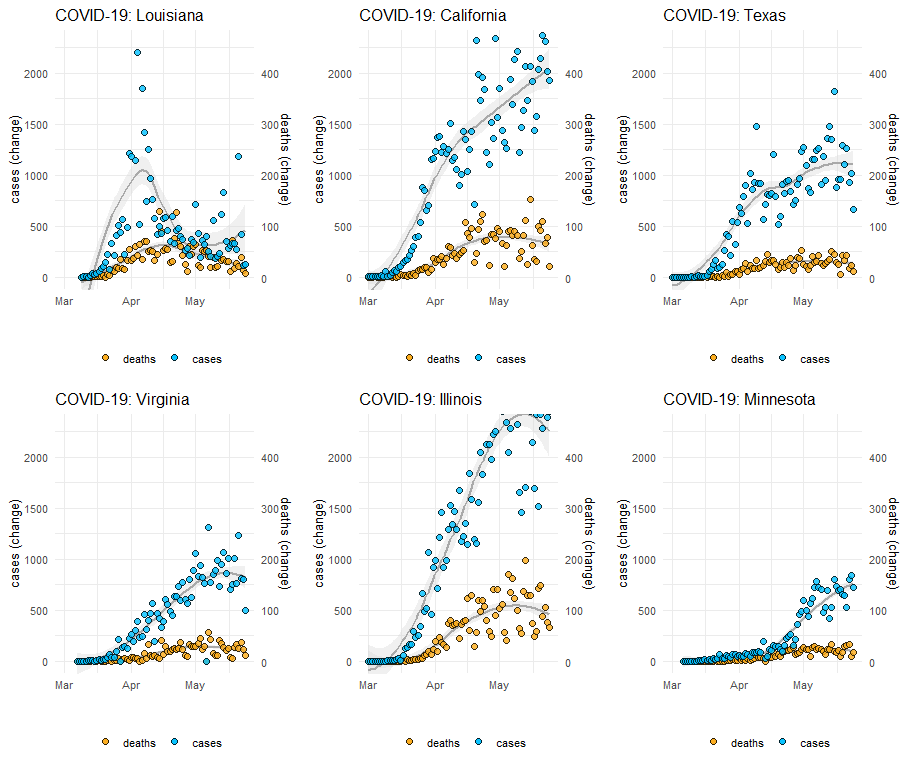 COVID-19: Louisiana
COVID-19: California
COVID-19: Texas
cases (change)
2000
1500
1000
500
0
400
300
200
100
0
deaths (change)
Mar
Apr
May
deaths
cases
cases (change)
2000
1500
1000
500
0
400
300
200
100
0
deaths (change)
Mar
Apr
May
deaths
cases
cases (change)
2000
1500
1000
500
0
400
300
200
100
0
deaths (change)
Mar
Apr
May
deaths
cases
COVID-19: Virginia
COVID-19: Illinois
COVID-19: Minnesota
cases (change)
2000
1500
1000
500
0
400
300
200
100
0
deaths (change)
Mar
Apr
May
deaths
cases
cases (change)
2000
1500
1000
500
0
400
300
200
100
0
deaths (change)
Mar
Apr
May
deaths
cases
cases (change)
2000
1500
1000
500
0
400
300
200
100
0
deaths (change)
Mar
Apr
May
deaths
cases